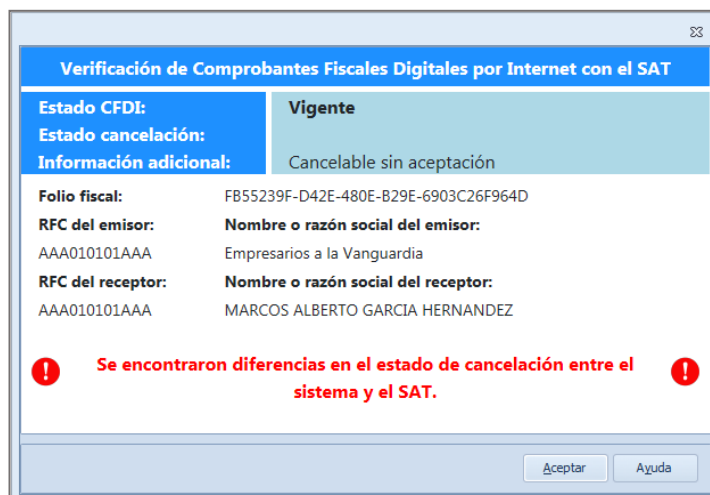 Verificación de Comprobantes Fiscales Digitales por Internet con el SAT
Estado CFDI: Vigente
Estado cancelación:
Información adicional: Cancelable sin aceptación
Folio fiscal: FB55239F-D42E-480E-B29E-6903C26F964D
RFC del emisor: Nombre o razón social del emisor:
AAA010101AAA Empresarios a la Vanguardia
RFC del receptor: Nombre o razón social del receptor:
AAA010101AAA MARCOS ALBERTO GARCIA HERNANDEZ
Se encontraron diferencias en el estado de cancelación entre el
sistema y el SAT.
Aceptar Ayuda